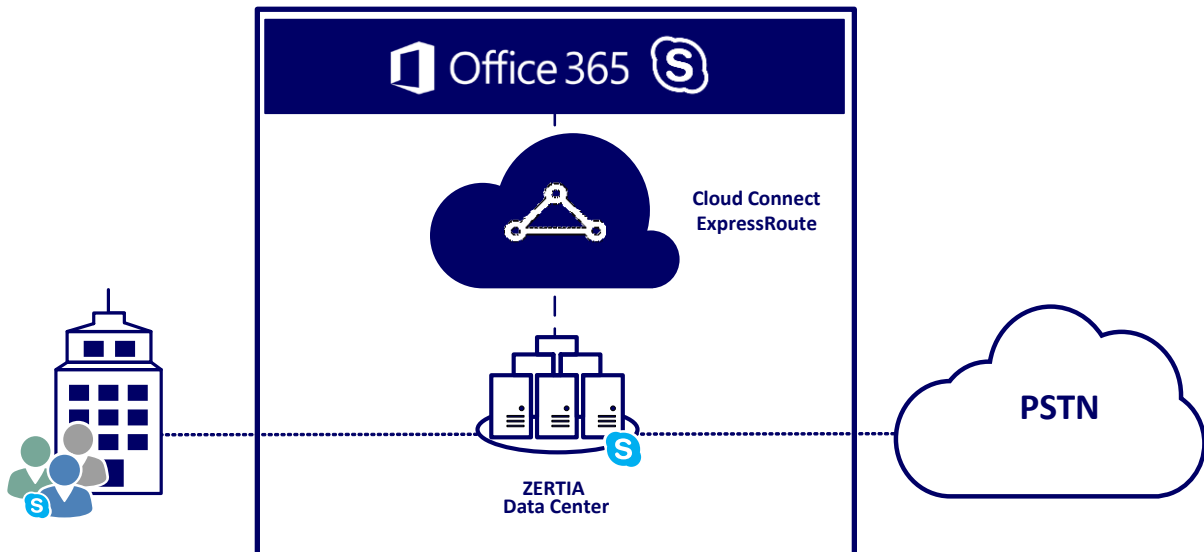 Office 365 S
Cloud Connect
ExpressRoute
PSTN
S
S
ZERTIA
Data Center